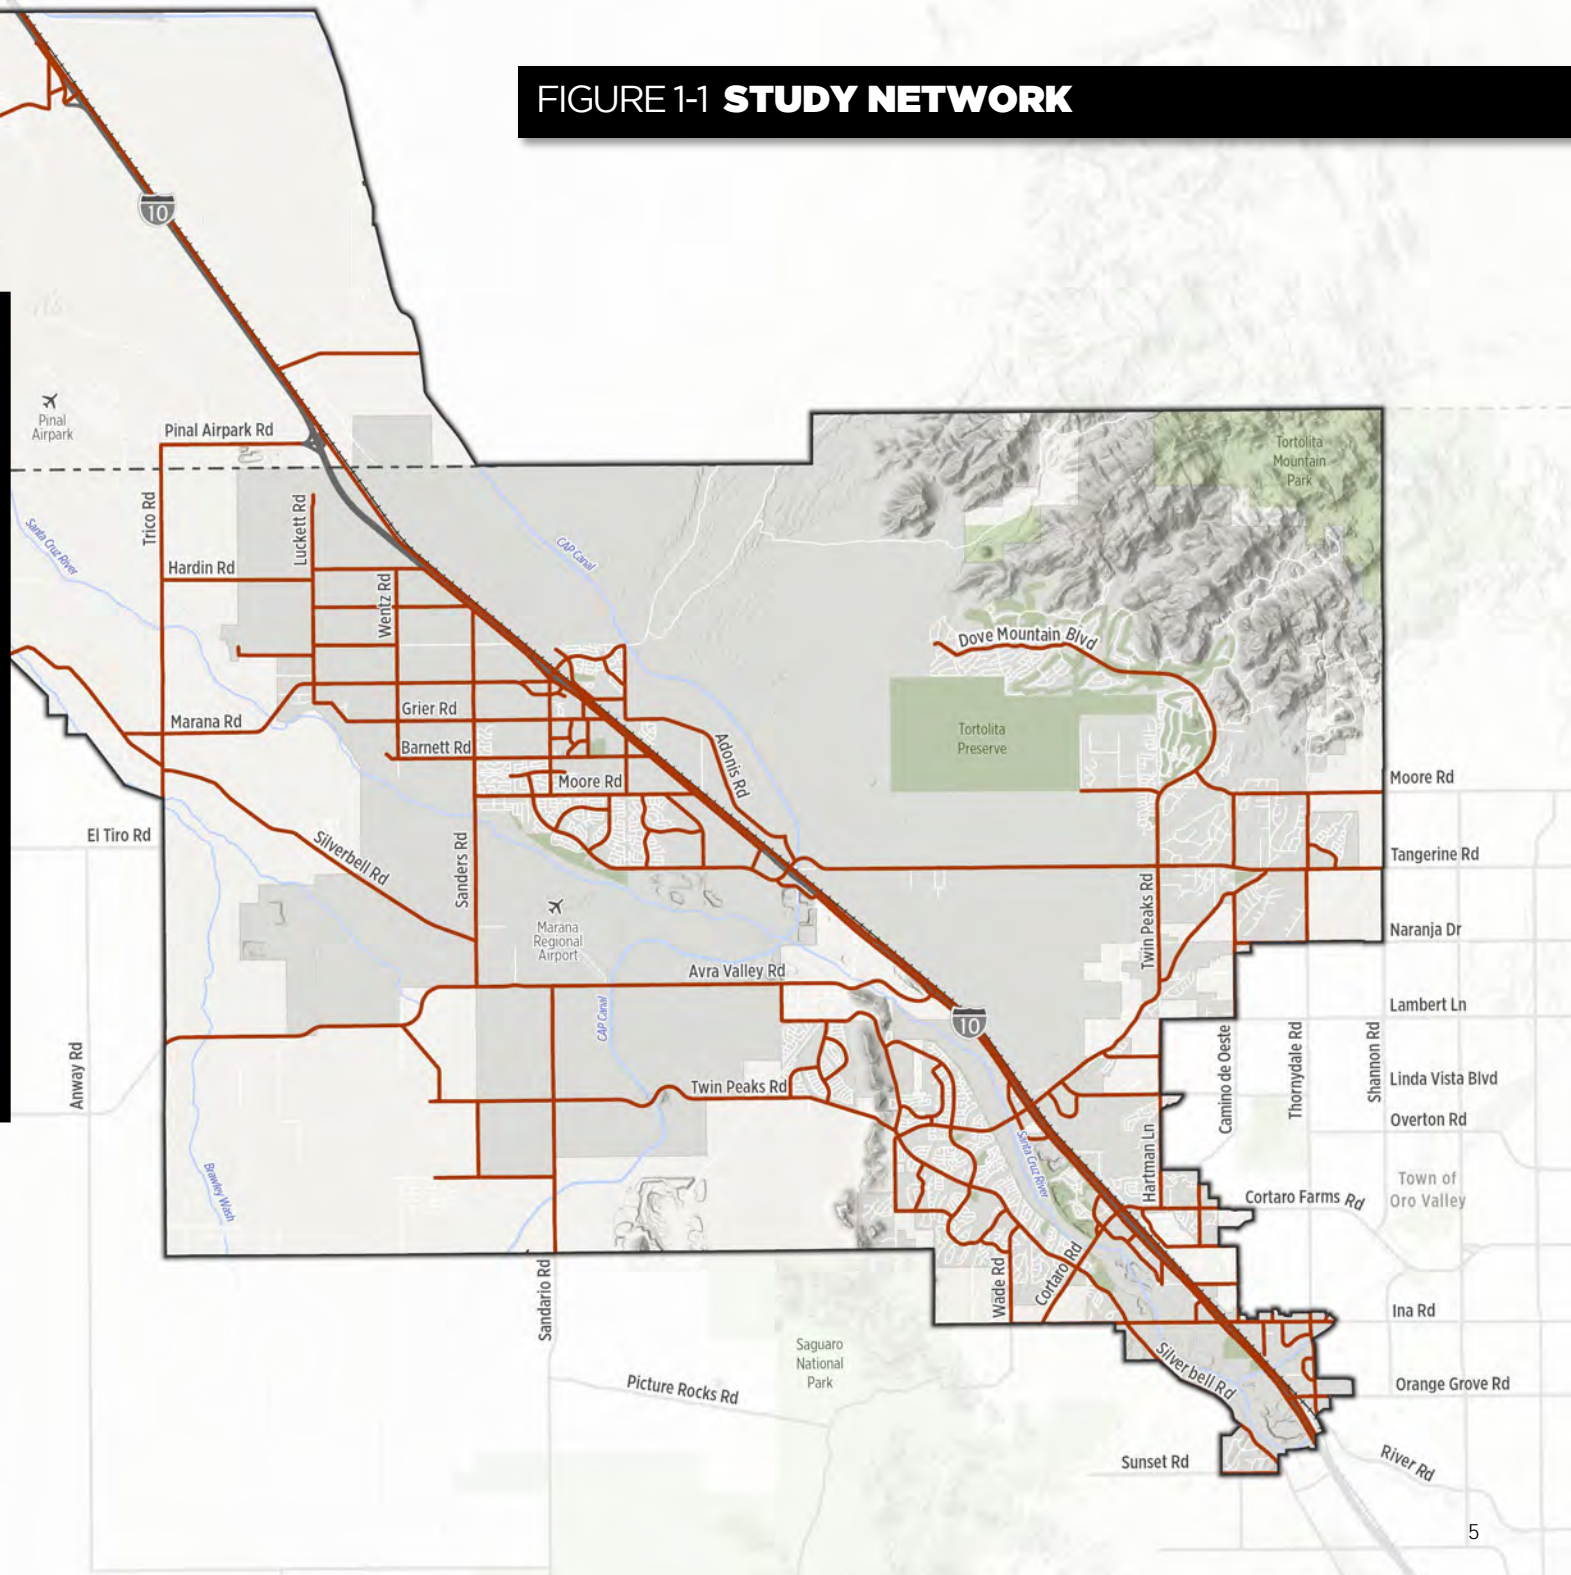 FIGURE 1-1 STUDY NETWORK
10
Pinal
Airpark
Pinal Airpark Rd
Tortolita
Mountain
Park
Trico Rd
Luckett Rd
Santa Cruz River
CAP Canal
Hardin Rd
Wentz Rd
Dove Mountain Blvd
Marana Rd
Grier Rd
Barnett Rd
Tortolita
Preserve
Adonis Rd
Moore Rd
Moore Rd
El Tiro Rd
Silverbell Rd
Sanders Rd
Tangerine Rd
Twin Peaks Rd
Marana
Regional
Airport
Naranja Dr
Avra Valley Rd
CAP Canal
10
Lambert Ln
Anway Rd
Camino de Oeste
Thornydale Rd
Shannon Rd
Twin Peaks Rd
Linda Vista Blvd
Overton Rd
Santa Cruz River
Hartman Ln
Brawley Wash
Town of
Oro Valley
Cortaro Farms Rd
Sandario Rd
Wade Rd
Cortaro Rd
Ina Rd
Saguaro
National
Park
Silverbell Rd
Picture Rocks Rd
Orange Grove Rd
Sunset Rd
River Rd
5